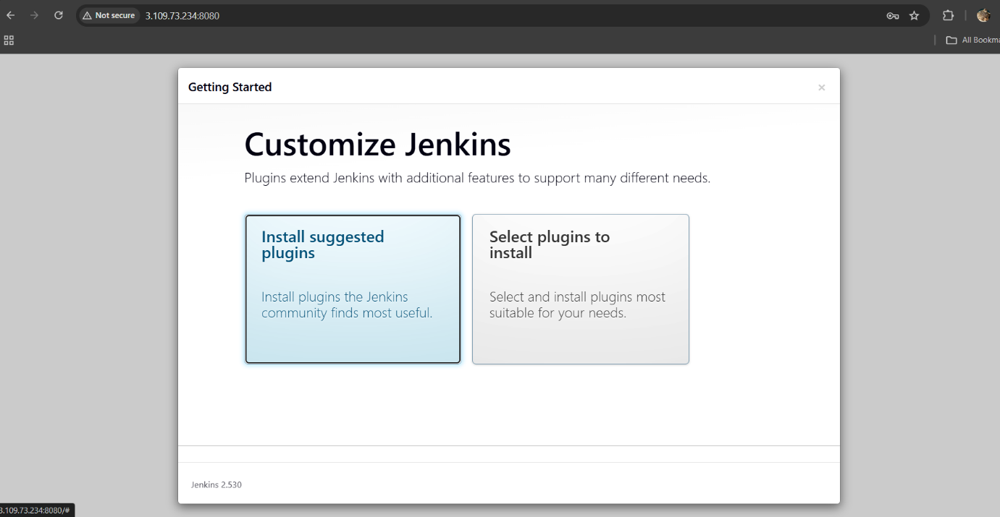 Not secure
3.109.73.234:8080
All Bookma
Getting Started
×
Customize Jenkins
Plugins extend Jenkins with additional features to support many different needs.
Install suggested
plugins
Install plugins the Jenkins
community finds most useful.
Select plugins to
install
Select and install plugins most
suitable for your needs.
Jenkins 2.530
3.109.73.234:8080/#